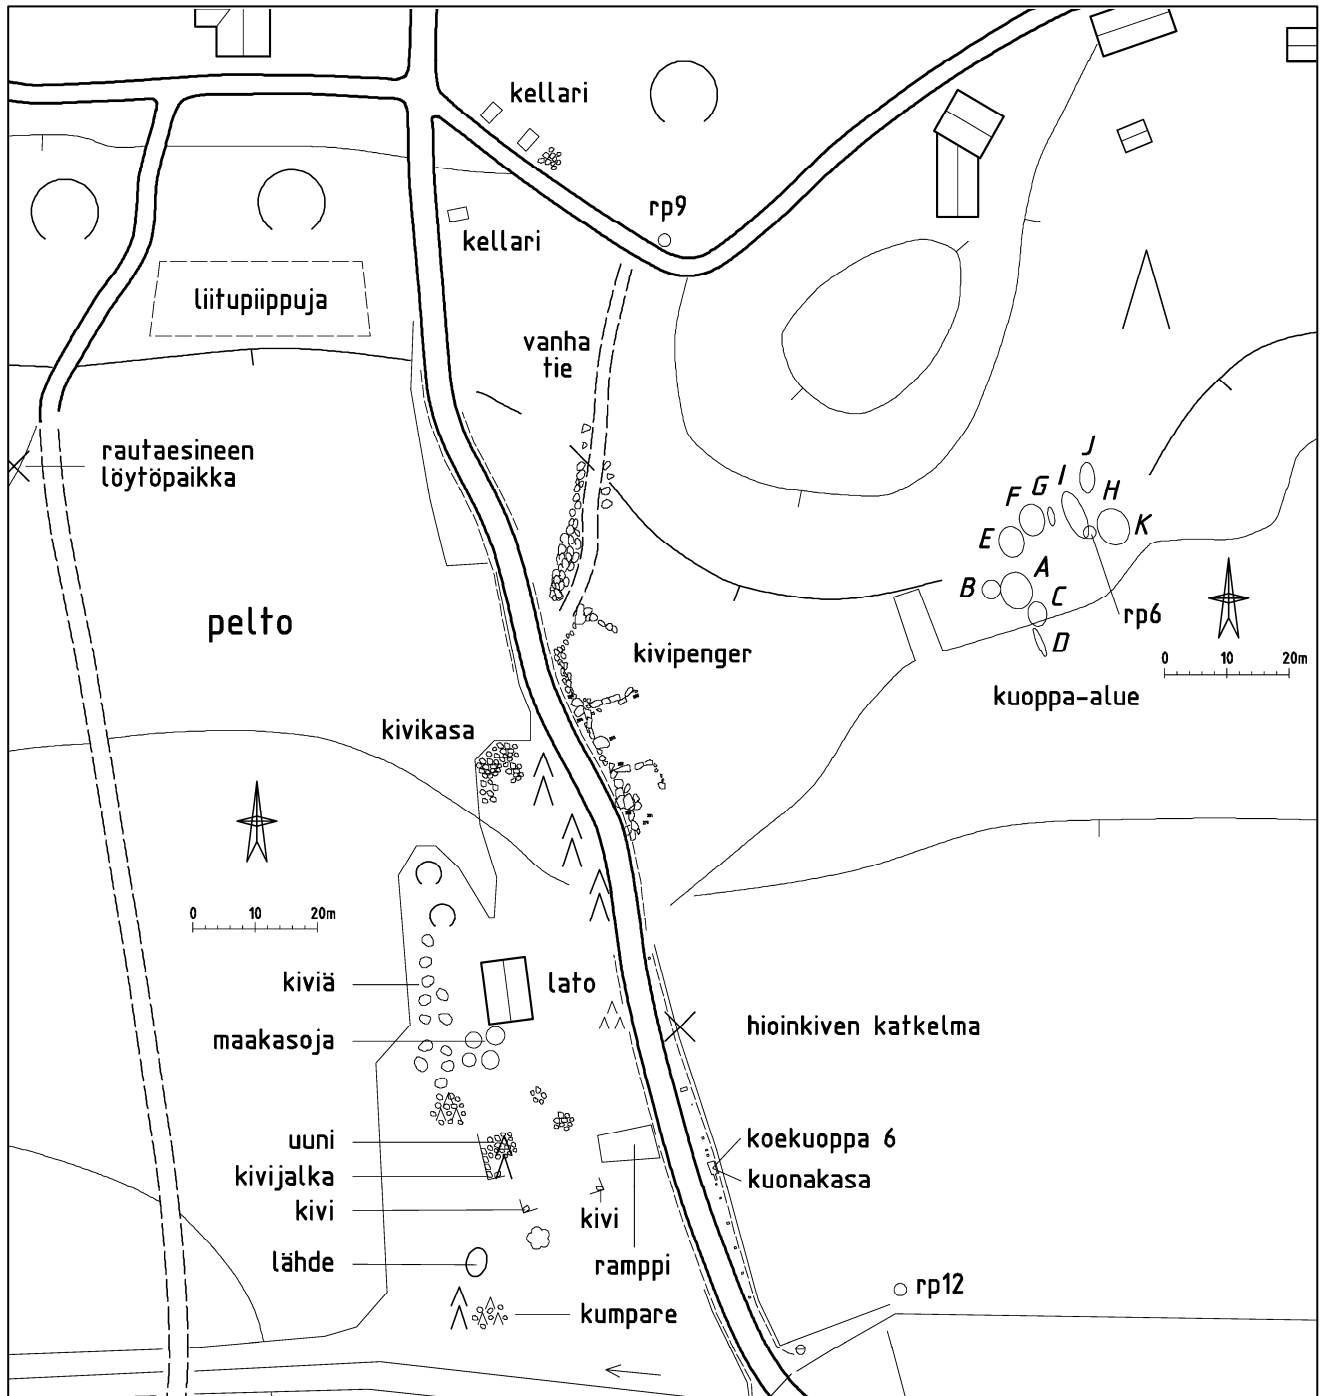 kellari
rp9
kellari
liitupiippuja
vanha
tie
rautaesineen
löytöpaikka
J
I
H
G
F
K
E
A
B
C
rp6
D
pelto
kivipenger
0 10 20m
kuoppa-alue
kivikasa
0 10 20m
kiviä
lato
hioinkiven katkelma
maakasoja
uuni
koekuoppa 6
kivijalka
kuonakasa
kivi
kivi
lähde
ramppi
rp12
kumpare